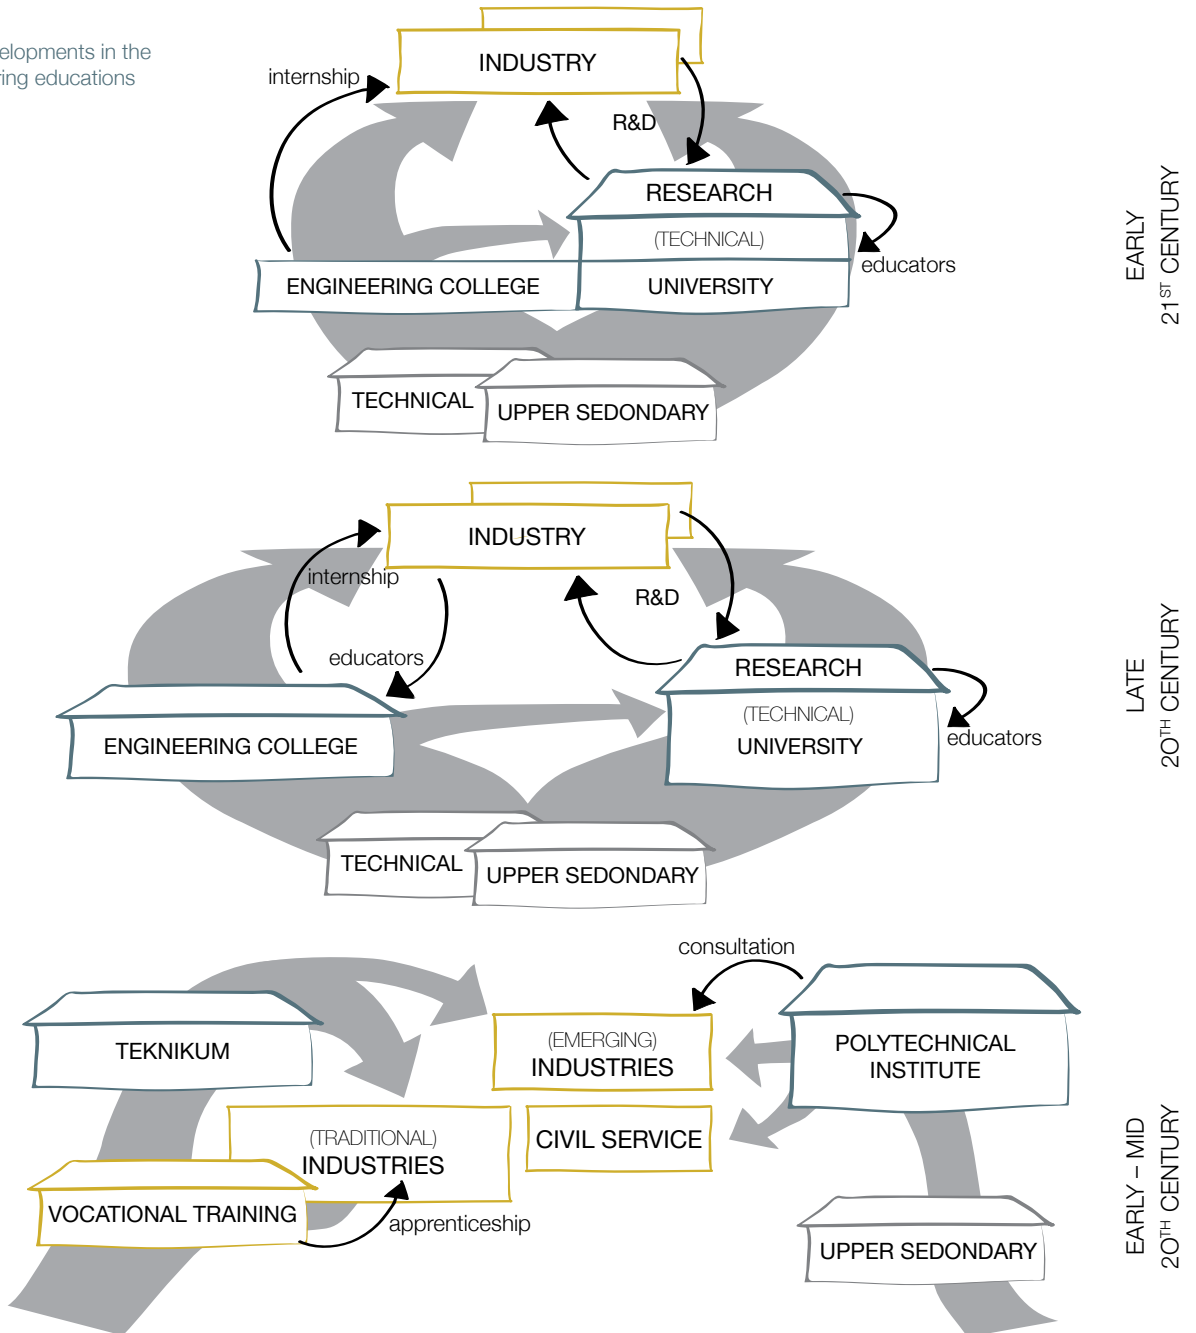 elopments in the
ring educations
INDUSTRY
internship
R&D
RESEARCH
(TECHNICAL)
educators
ENGINEERING COLLEGE
UNIVERSITY
TECHNICAL
UPPER SEDONDARY
EARLY
21ST CENTURY
INDUSTRY
internship
R&D
educators
RESEARCH
(TECHNICAL)
UNIVERSITY
educators
ENGINEERING COLLEGE
TECHNICAL
UPPER SEDONDARY
LATE
20TH CENTURY
consultation
TEKNIKUM
(EMERGING)
INDUSTRIES
POLYTECHNICAL
INSTITUTE
(TRADITIONAL)
INDUSTRIES
CIVIL SERVICE
VOCATIONAL TRAINING
apprenticeship
UPPER SEDONDARY
EARLY – MID
20TH CENTURY